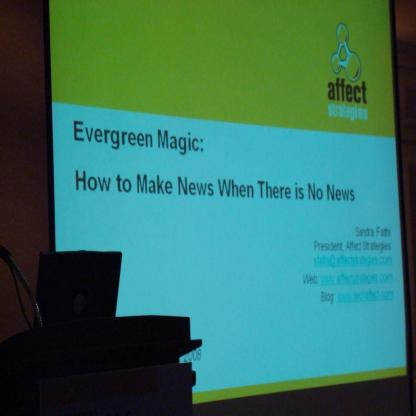 affect
strategies
Evergreen Magic:
How to Make News When There is No News
Sandra Fathi
President, Affect Strategies
sfathi@affectstrategies.com
Web: www.affectstrategies.com
Blog: www.techaffect.com
2008